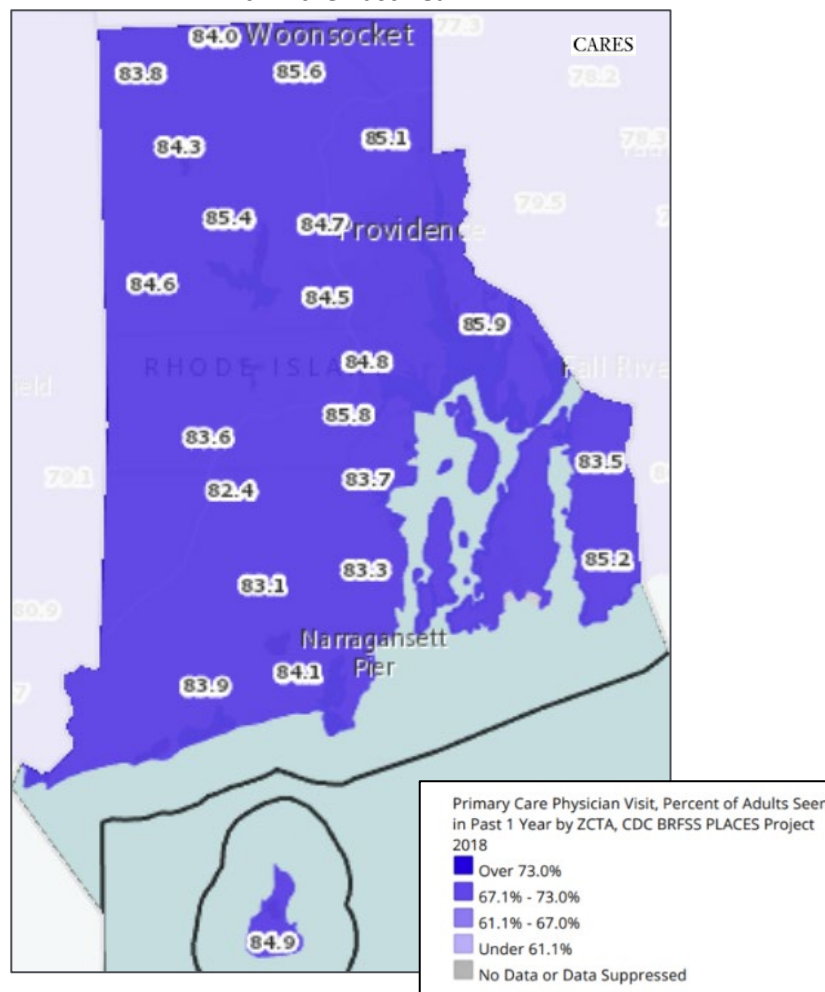 77.3
84.0 Woonsocket
CARES
83.8
85.6
78.2
84.3
85.1
78.3
85.4
79.5
84.7
Providence
84.6
84.5
85.9
RHODE ISLA
84.8
Fall Rive
ield
85.8
83.6
83.5
79.1
82.4
83.7
85.2
83.1
83.3
80.9
Narragansett
Pier
83.9
84.1
7
84.9
Primary Care Physician Visit, Percent of Adults Seen
in Past 1 Year by ZCTA, CDC BRFSS PLACES Project
2018
Over 73.0%
67.1% - 73.0%
61.1% - 67.0%
Under 61.1%
No Data or Data Suppressed